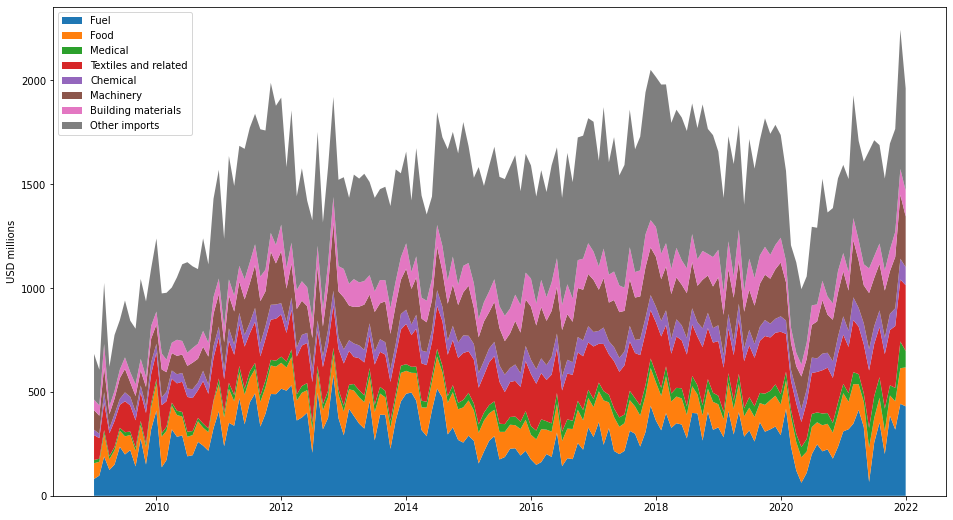 Fuel
Food
Medical
Textiles and related
Chemical
Machinery
Building materials
Other imports
USD millions
2000
1500
1000
500
0
2010 2012 2014 2016 2018 2020 2022